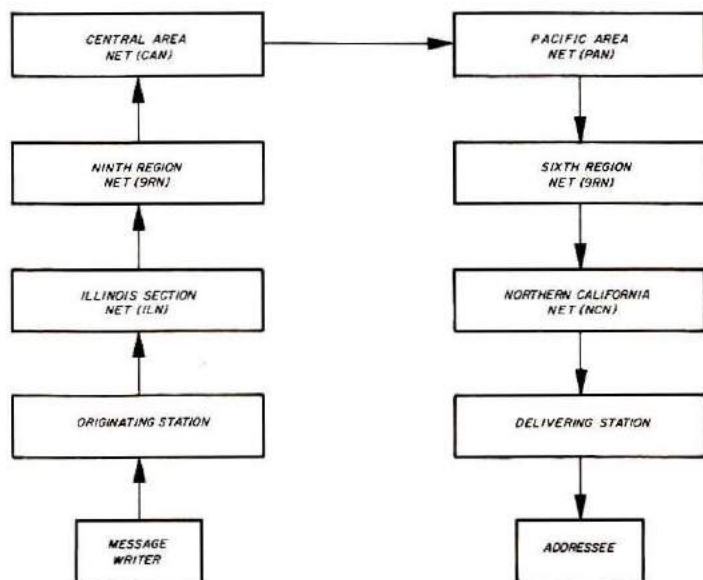 CENTRAL AREA
NET (CAN)
PACIFIC AREA
NET (PAN)
NINTH REGION
NET (9RN)
SIXTH REGION
NET (9RN)
ILLINOIS SECTION
NET (ILN)
NORTHERN CALIFORNIA
NET (NCN)
ORIGINATING STATION
DELIVERING STATION
MESSAGE
WRITER
ADDRESSEE